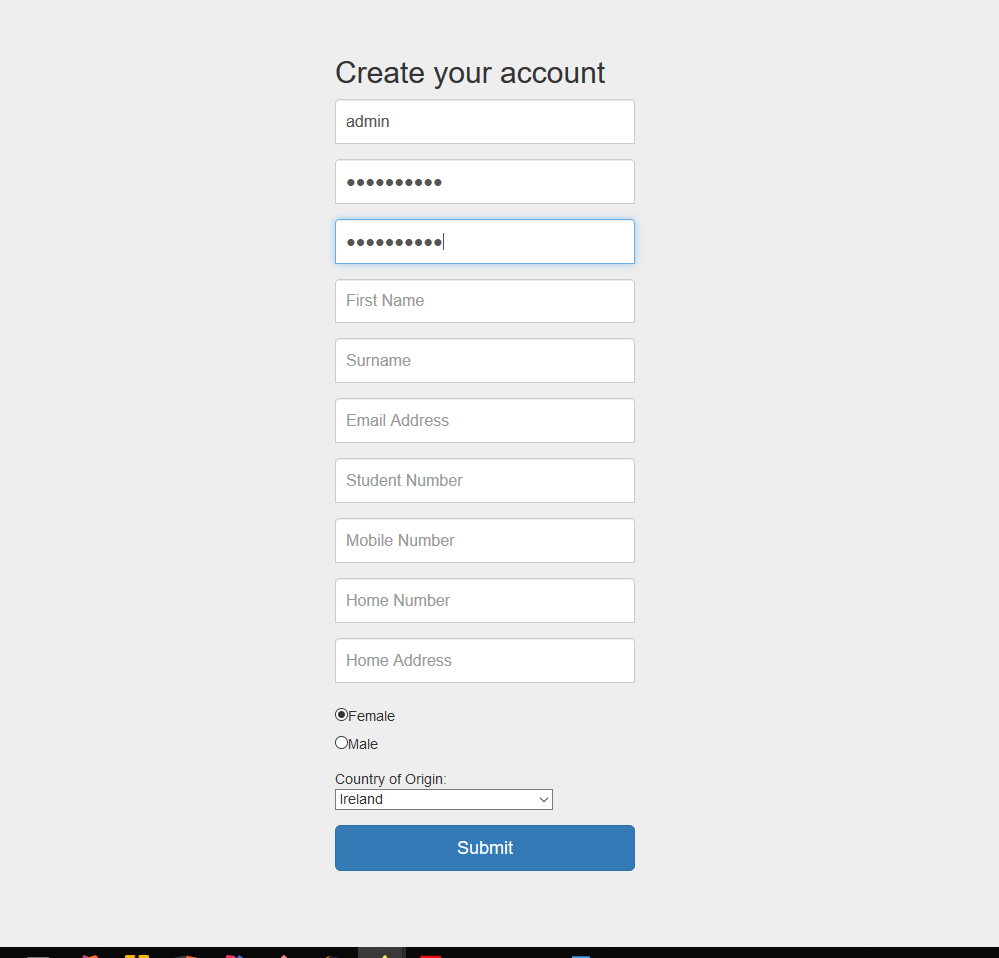 Create your account
admin
●●●●●●●●●●
●●●●●●●●●●
First Name
Surname
Email Address
Student Number
Mobile Number
Home Number
Home Address
Female
Male
Country of Origin:
Ireland
Submit